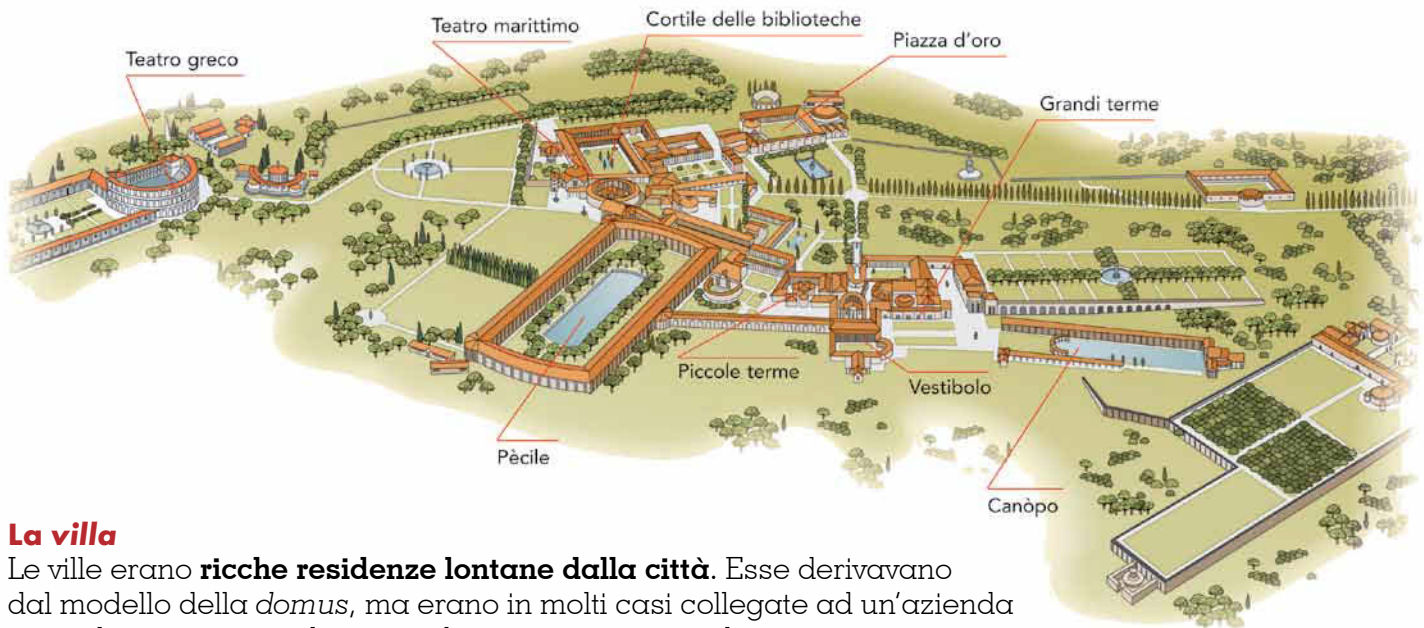 Teatro marittimo
Cortile delle biblioteche
Piazza d'oro
Teatro greco
Grandi terme
Piccole terme
Vestibolo
Pècile
Canòpo
La villa
Le ville erano ricche residenze lontane dalla città. Esse derivavano
dal modello della domus, ma erano in molti casi collegate ad un'azienda